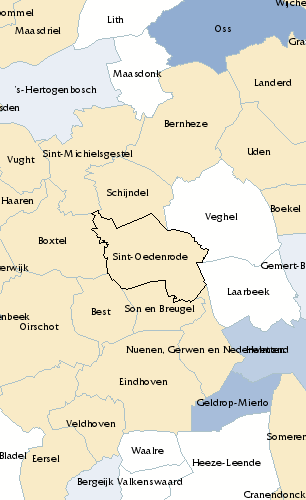 Wijche
ommel
Lith
Maasdriel
Oss
Gra
Maasdonk
Landerd
's-Hertogenbosch
sden
Bernheze
Uden
Sint-Michielsgestel
Vught
Schijndel
Haaren
Boekel
Veghel
Boxtel
Sint-Oedenrode
Gemert-B
erwijk
Laarbeek
Best
Son en Breugel
nbeek
Oirschot
Nuenen, Gerwen en Nederwetten
Helmond
Eindhoven
Geldrop-Mierlo
Veldhoven
Someren
Waalre
Bladel
Eersel
Heeze-Leende
Bergeijk
Valkenswaard
Cranendonck